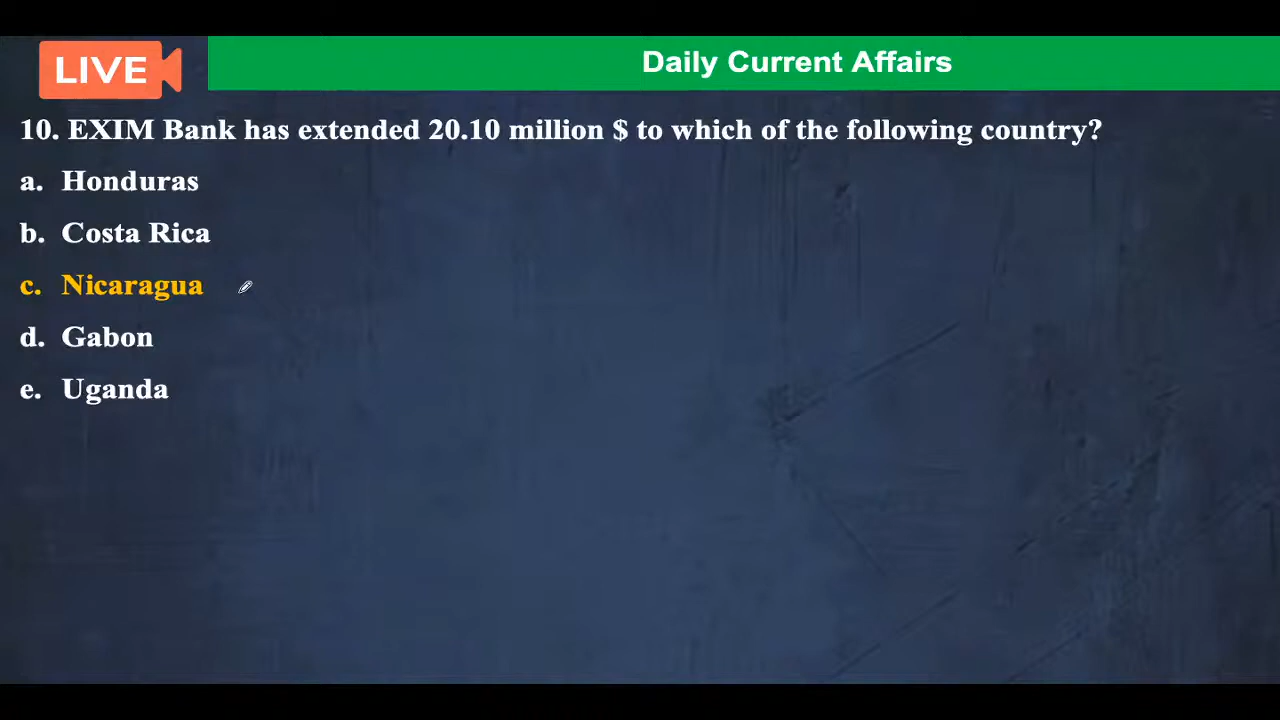 LIVE
Daily Current Affairs
10. EXIM Bank has extended 20.10 million $ to which of the following country?
a. Honduras
b. Costa Rica
c. Nicaragua
d. Gabon
e. Uganda